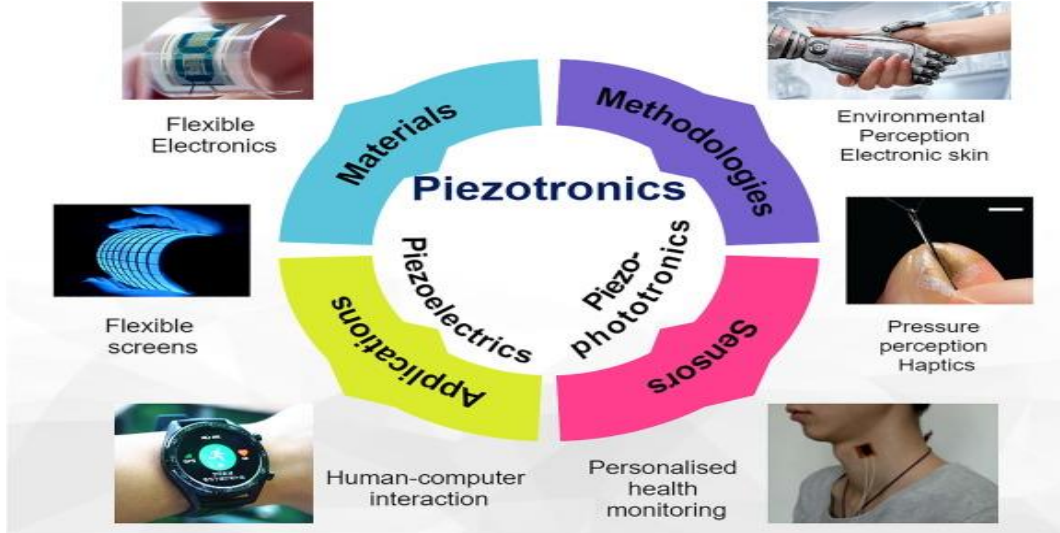 Flexible
Electronics
Materials
Methodologies
Environmental
Perception
Electronic skin
Piezotronics
Piezoelectrics
Piezo-
phototronics
Flexible
screens
Applications
Sensors
Pressure
perception
Haptics
Human-computer
interaction
Personalised
health
monitoring